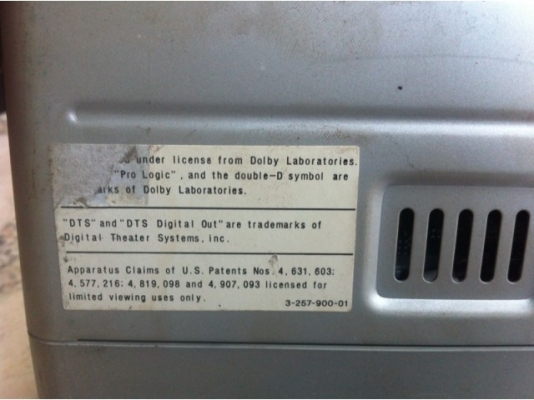 under license from Dolby Laboratories.
"Pro Logic", and the double-D symbol are
of Dolby Laboratories.
"DTS" and "DTS Digital Out" are trademarks of
Digital Theater Systems, inc.
Apparatus Claims of U.S. Patents Nos. 4,631,603;
4,577,216; 4,819,098 and 4,907,093 licensed for
limited viewing uses only.
3-257-900-01